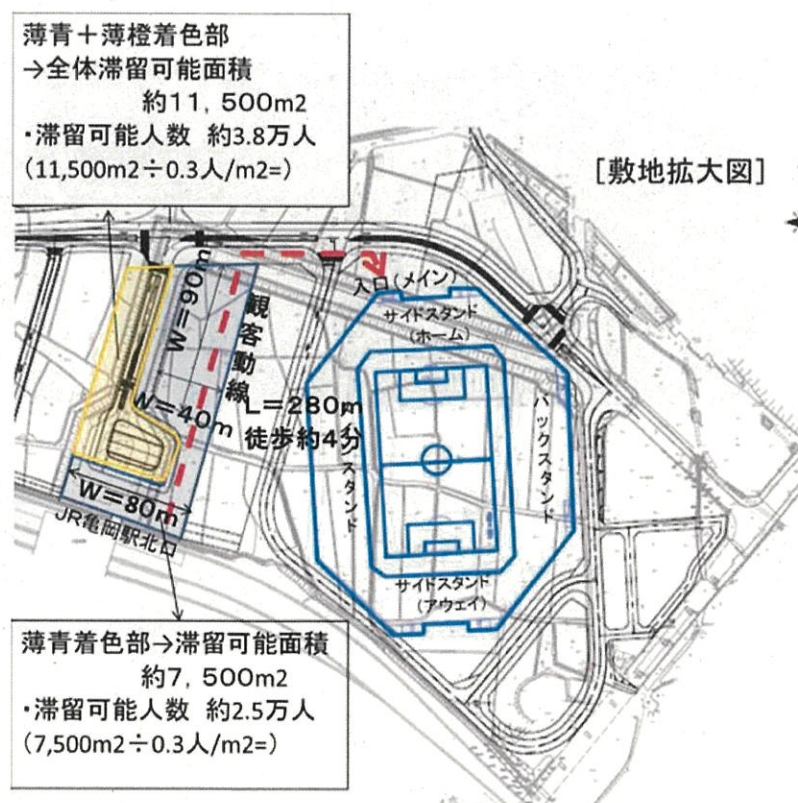 薄青＋薄橙着色部
→全体滞留可能面積
約11,500m2
・滞留可能人数 約3.8万人
(11,500m2÷0.3人/m2=)
[敷地拡大図]
入口(メイン)
サイドスタンド
(ホーム)
W=90m
観客動線
W=40m
L=280m
徒歩約4分
メインスタンド
バックスタンド
W=80m
JR亀岡駅北口
サイドスタンド
(アウェイ)
薄青着色部→滞留可能面積
約7,500m2
・滞留可能人数 約2.5万人
(7,500m2÷0.3人/m2=)